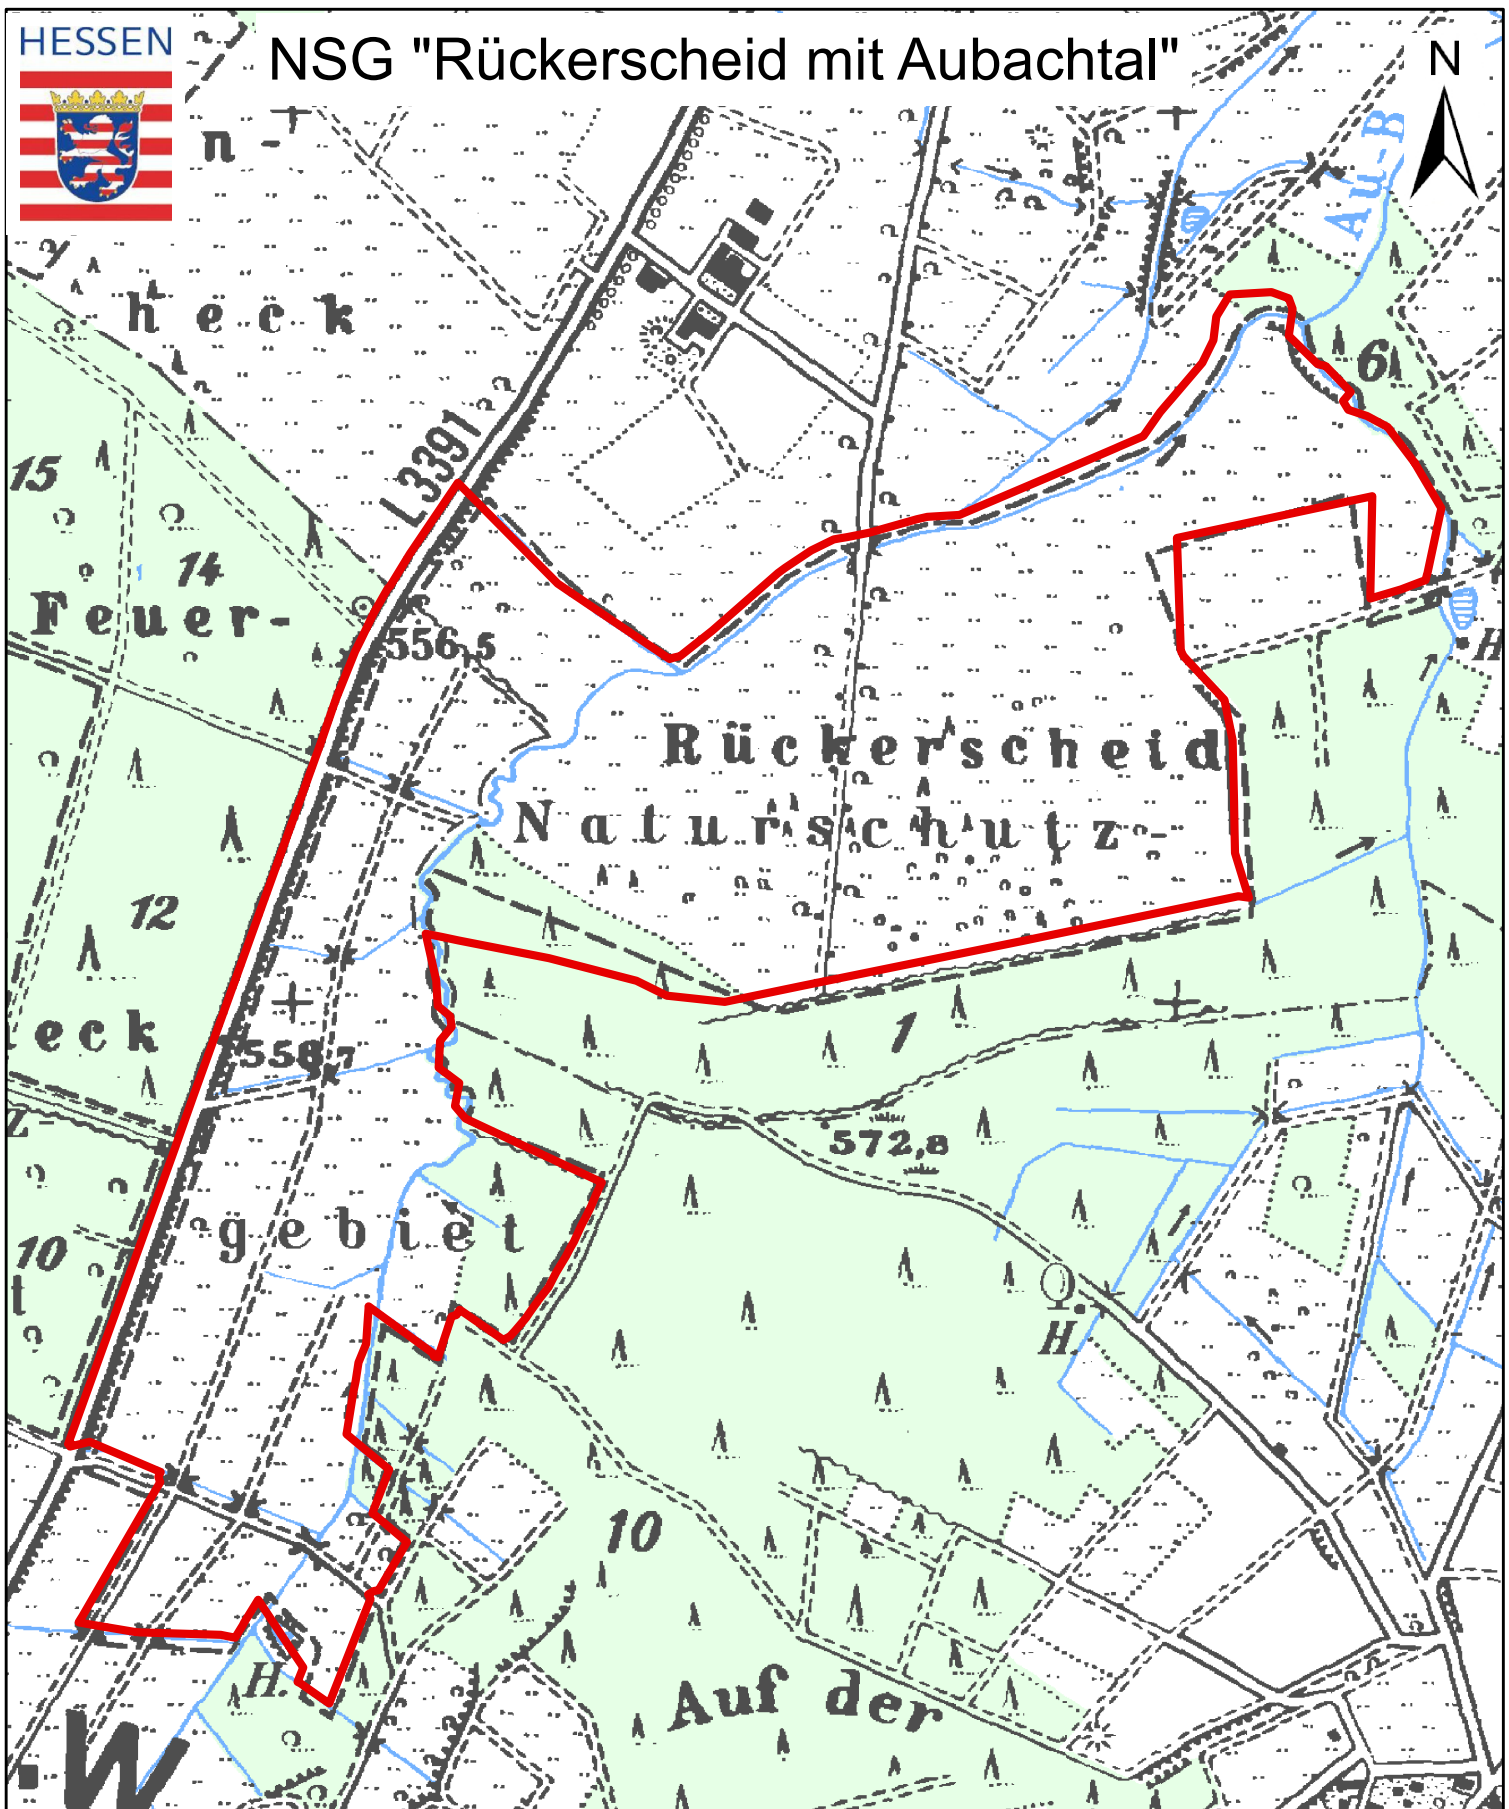 HESSEN
NSG "Rückerscheid mit Aubachtal"
N
n-
Au-B
heck
L3391
6
15
14
Feuer-
556,5
H
Rückerscheid
Naturschutz-
12
eck
558,7
1
z-
572,8
gebiet
10
t
Q.
H.
10
H.
Auf der
W